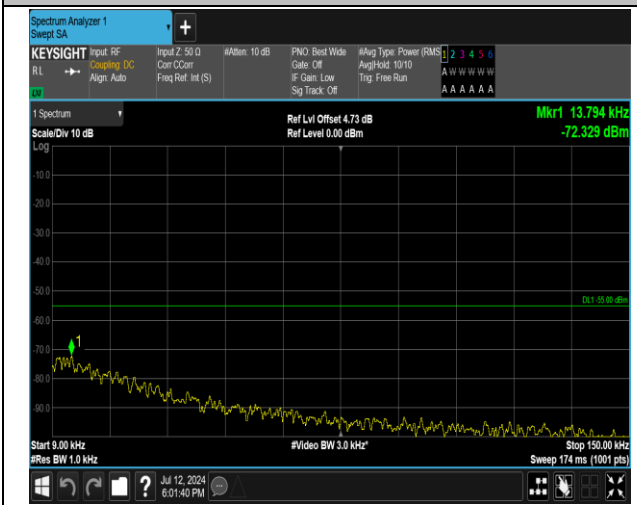 Spectrum Analyzer 1
Swept SA
+
KEYSIGHT
RL
LXI
Input: RF
Coupling: DC
Align: Auto
Input Z: 50 Ω
Corr CCorr
Freq Ref: Int (S)
#Atten: 10 dB
PNO: Best Wide
Gate: Off
IF Gain: Low
Sig Track: Off
#Avg Type: Power (RMS
Avg|Hold: 10/10
Trig: Free Run
1 2 3 4 5 6
A W W W W W
A A A A A A
1 Spectrum
Scale/Div 10 dB
Log
Ref Lvl Offset 4.73 dB
Ref Level 0.00 dBm
Mkr1 13.794 kHz
-72.329 dBm
-10.0
-20.0
-30.0
-40.0
-50.0
DL1 -55.00 dBm
-60.0
1
-70.0
-80.0
-90.0
Start 9.00 kHz
#Res BW 1.0 kHz
#Video BW 3.0 kHz*
Stop 150.00 kHz
Sweep 174 ms (1001 pts)
?
Jul 12, 2024
6:01:40 PM